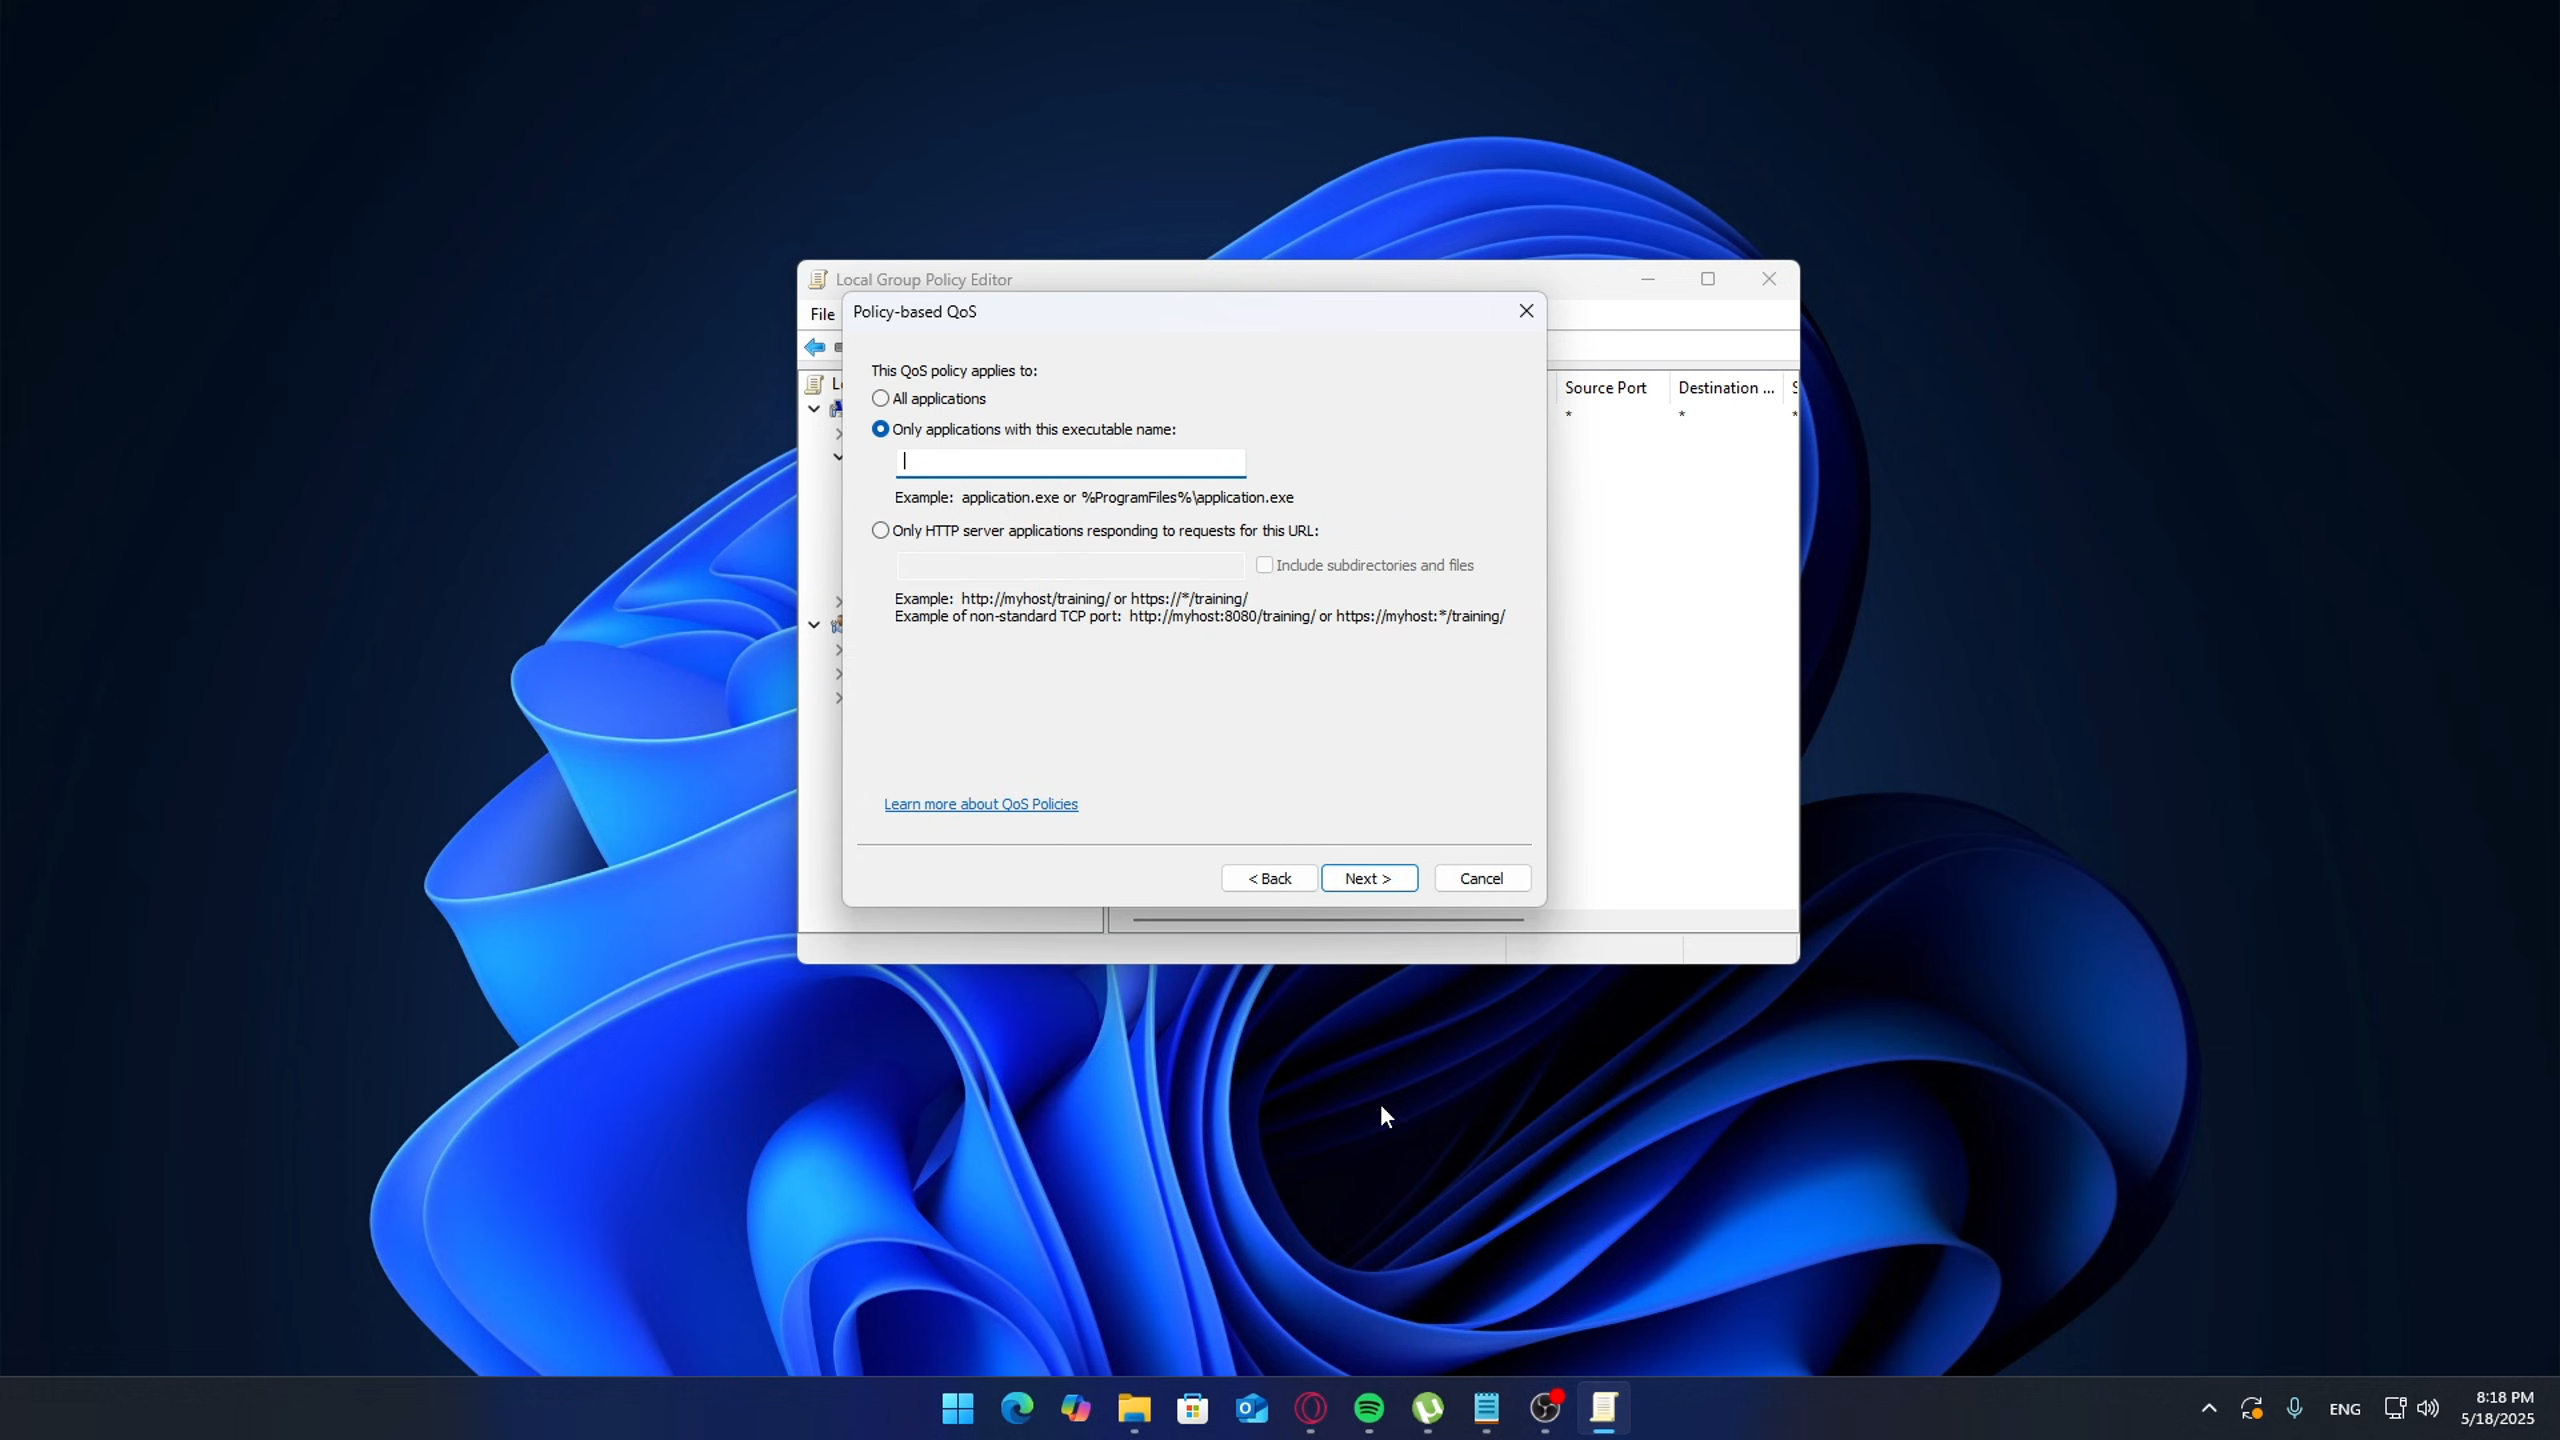 Local Group Policy Editor
File
Policy-based QoS
This QoS policy applies to:
All applications
Only applications with this executable name:
Example: application.exe or %ProgramFiles%\application.exe
Only HTTP server applications responding to requests for this URL:
Include subdirectories and files
Example: http://myhost/training/ or https://*/training/
Example of non-standard TCP port: http://myhost:8080/training/ or https://myhost:*/training/
Learn more about QoS Policies
< Back
Next >
Cancel
Source Port
Destination ...
* * *
ENG
8:18 PM
5/18/2025